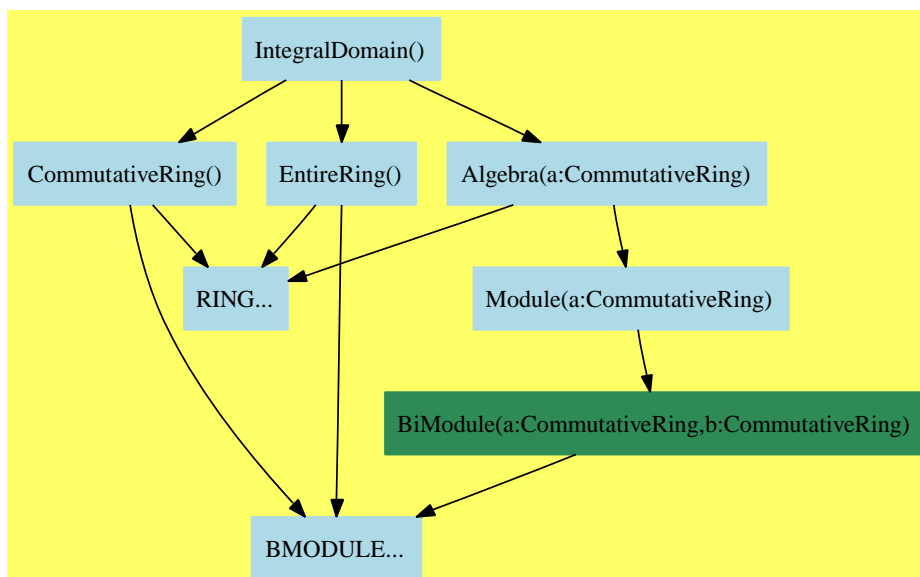 IntegralDomain()
CommutativeRing()
EntireRing()
Algebra(a:CommutativeRing)
RING...
Module(a:CommutativeRing)
BiModule(a:CommutativeRing,b:CommutativeRing)
BMODULE...